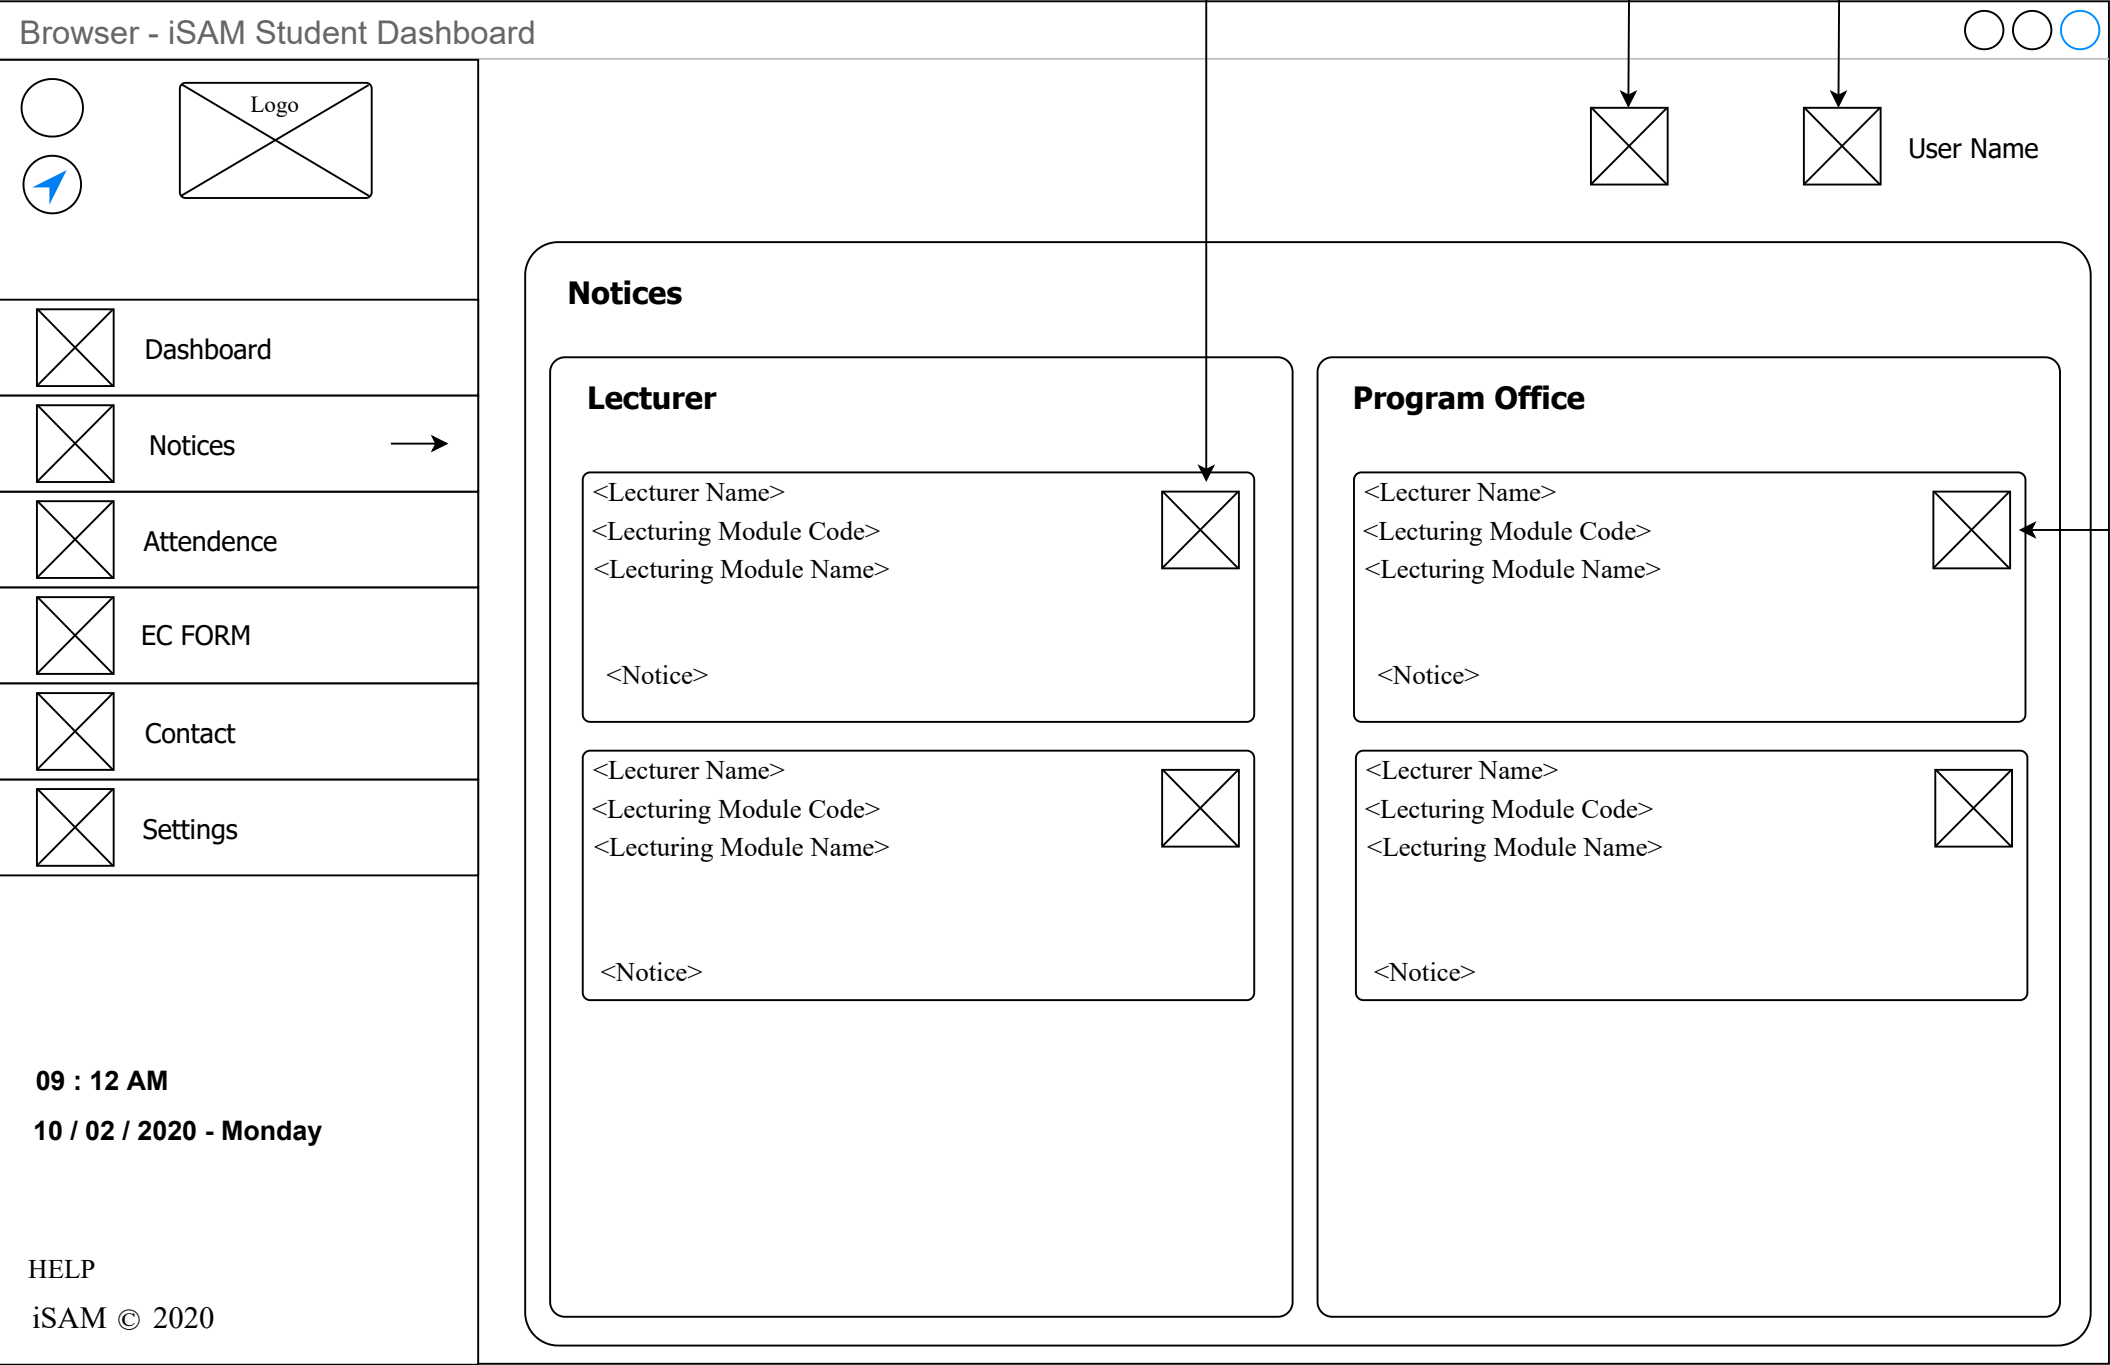 Browser - iSAM Student Dashboard
Logo
User Name
Dashboard
Notices
Attendence
EC FORM
Contact
Settings
09 : 12 AM
10 / 02 / 2020 - Monday
HELP
iSAM © 2020
Notices
Lecturer
<Lecturer Name>
<Lecturing Module Code>
<Lecturing Module Name>
<Notice>
<Lecturer Name>
<Lecturing Module Code>
<Lecturing Module Name>
<Notice>
Program Office
<Lecturer Name>
<Lecturing Module Code>
<Lecturing Module Name>
<Notice>
<Lecturer Name>
<Lecturing Module Code>
<Lecturing Module Name>
<Notice>